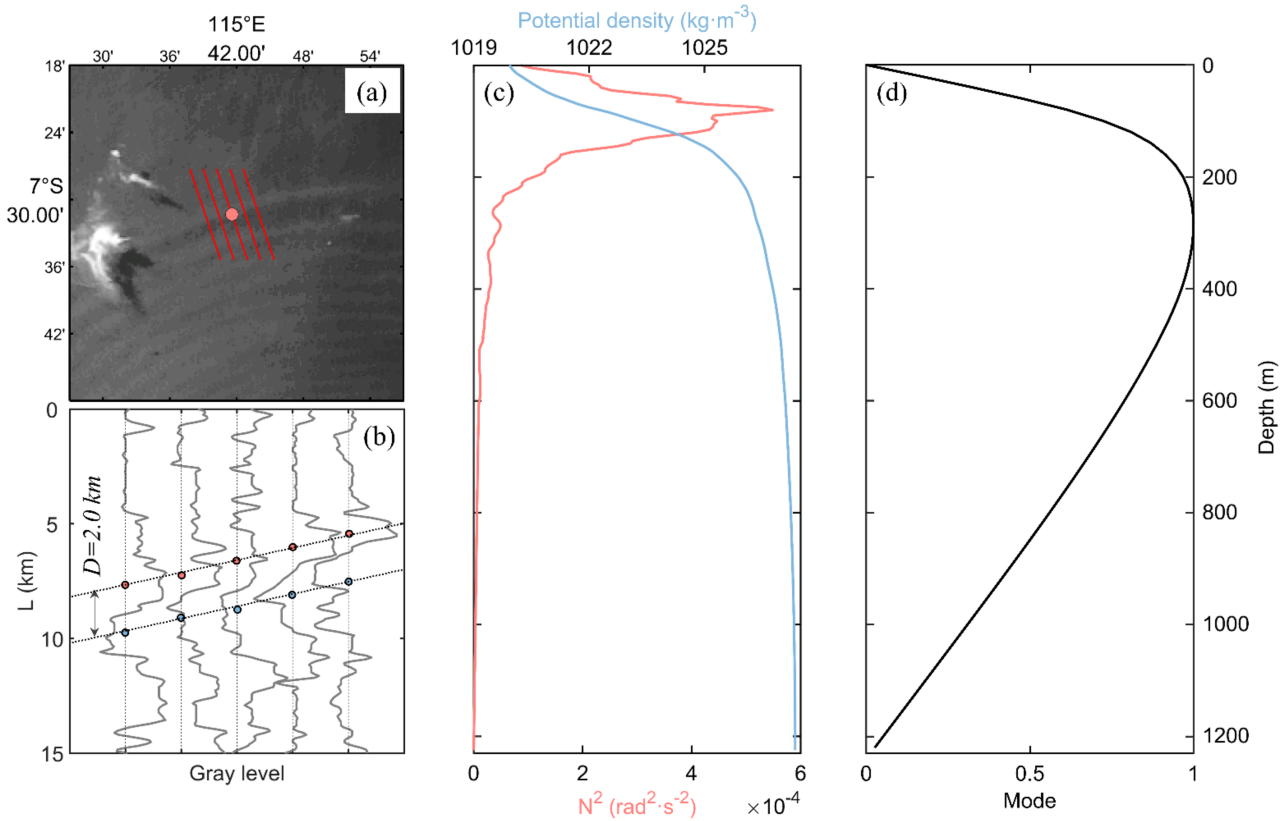 115°E
30' 36' 42.00' 48' 54'
18'
24'
7°S
30.00'
36'
42'
(a)
0
5
10
15
L (km)
D=2.0 km
(b)
Gray level
Potential density (kg·m⁻³)
1019 1022 1025
(c)
0 2 4 6
×10⁻⁴
N² (rad²·s⁻²)
(d)
0
200
400
600
800
1000
1200
Depth (m)
0 0.5 1
Mode